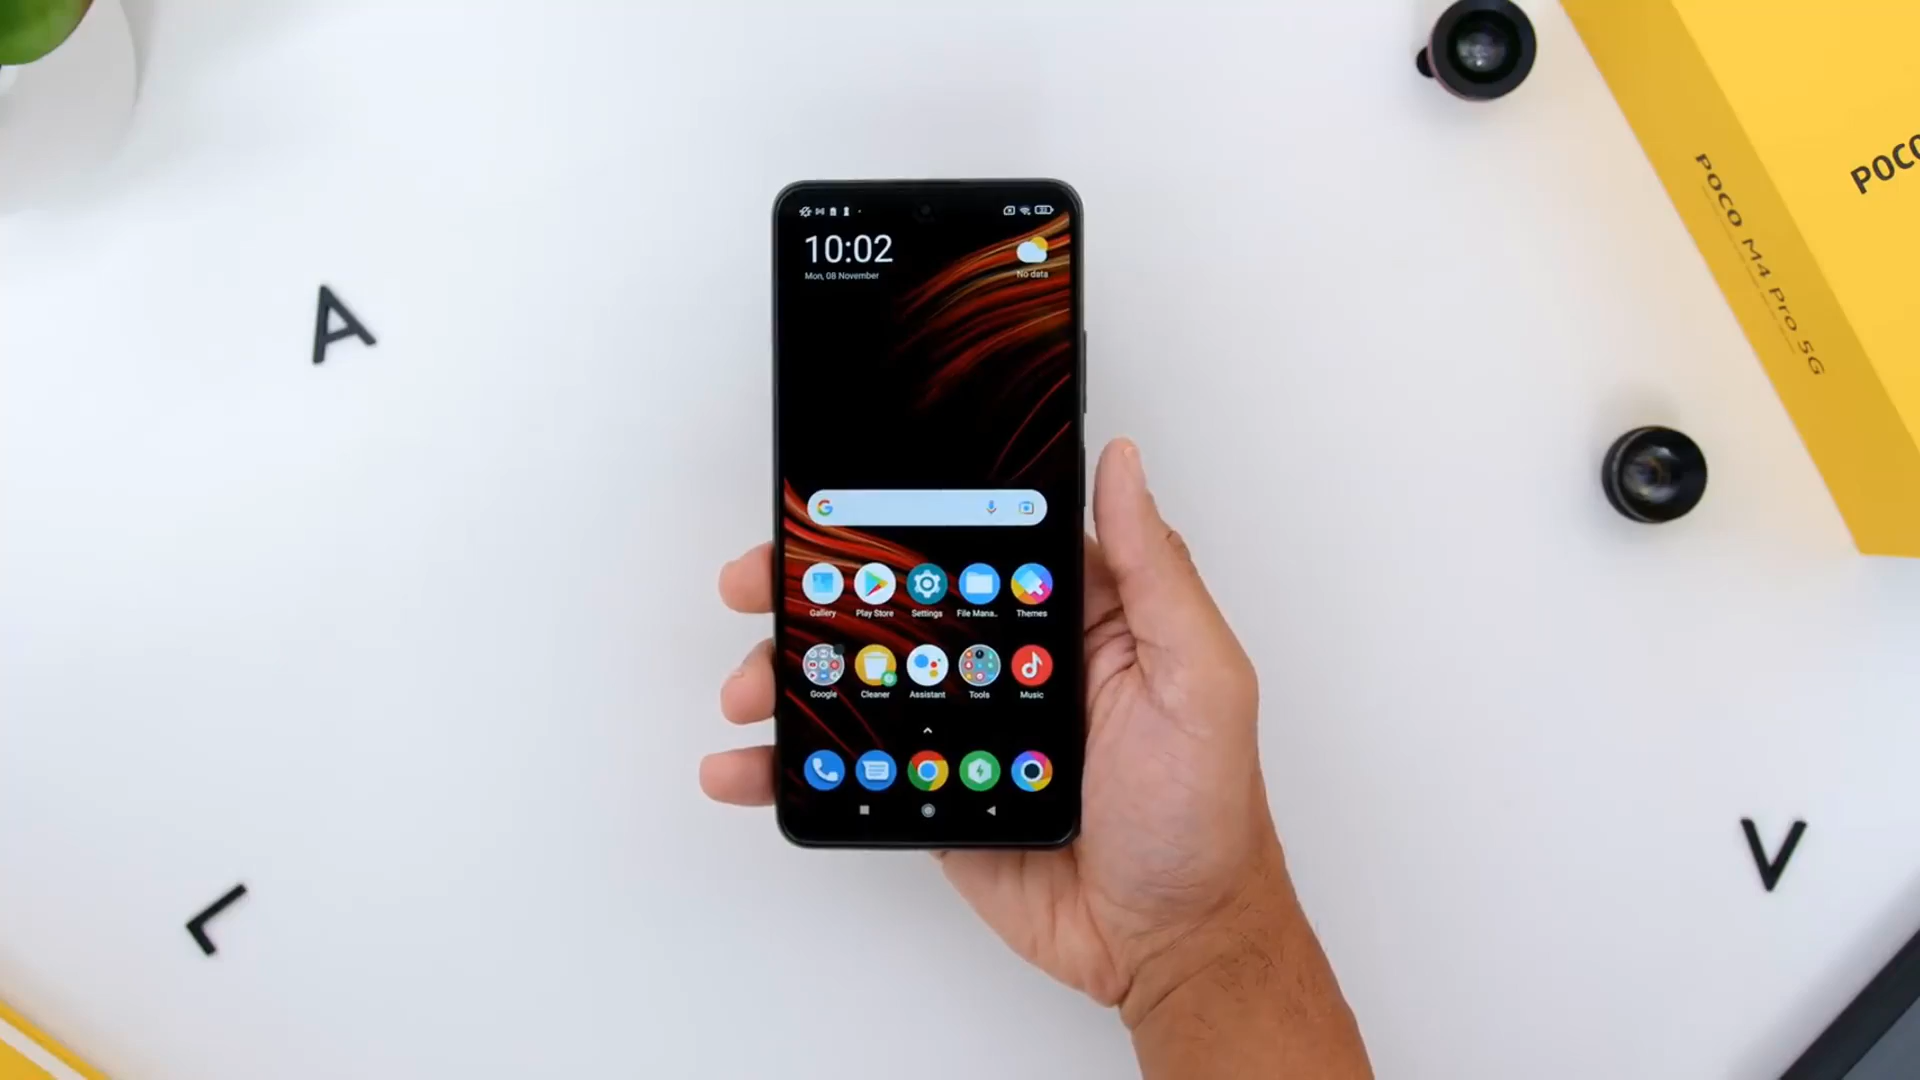 POCO
POCO M4 Pro 5G
A
10:02
Mon, 08 November
No data
Gallery
Play Store
Settings
File Mana..
Themes
Google
Cleaner
Assistant
Tools
Music
L
V